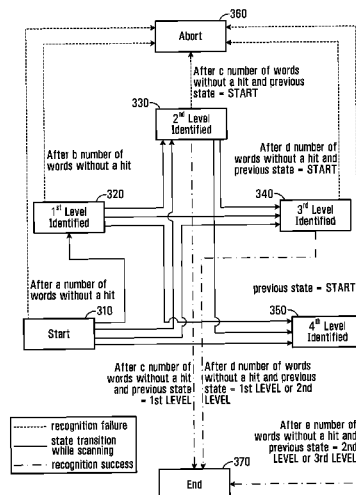 360
Abort
After c number of words
without a hit and previous
state = START
330
2nd Level
Identified
After b number of
words without a hit
After d number
of words without
a hit and
previous state = START
320
1st Level
Identified
340
3rd Level
Identified
After a number of
words without a hit
310
Start
previous state = START
350
4th Level
Identified
After c number of
words without a hit
and previous state
= 1st LEVEL
After d number of words
without a hit and previous
state = 1st LEVEL or 2nd
LEVEL
recognition failure
state transition
while scanning
recognition success
After e number of
words without a hit and
previous state = 2nd
LEVEL or 3rd LEVEL
370
End